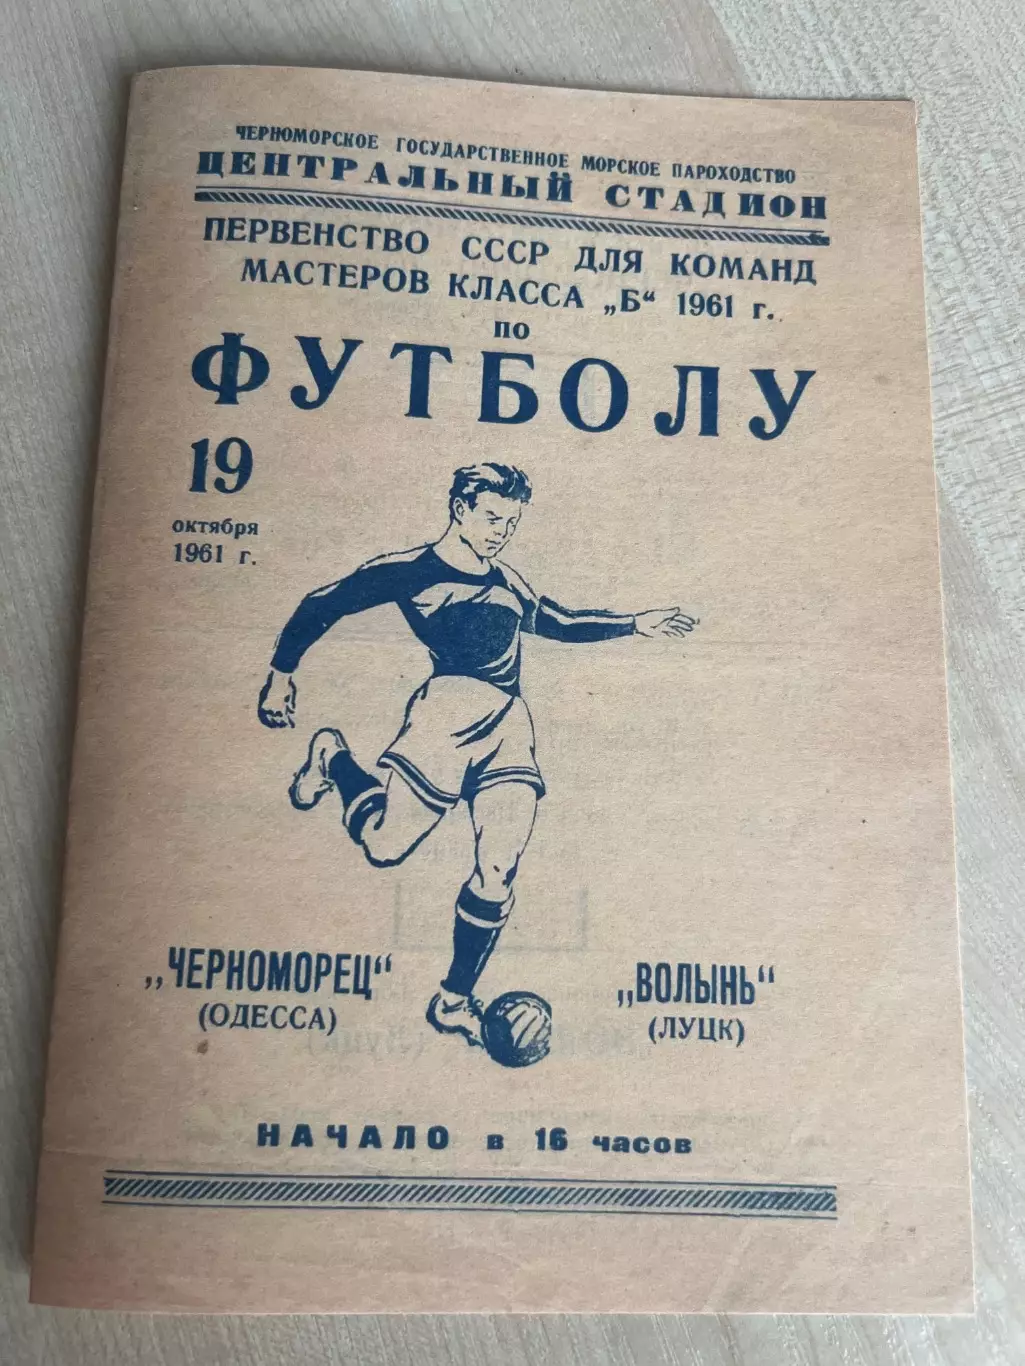 ЧЕРНОМОРСКОЕ ГОСУДАРСТВЕННОЕ МОРСКОЕ ПАРОХОДСТВО
ЦЕНТРАЛЬНЫЙ СТАДИОН
ПЕРВЕНСТВО СССР ДЛЯ КОМАНД
МАСТЕРОВ КЛАССА „Б“ 1961 г.
по
ФУТБОЛУ
19
октября
1961 г.
„ЧЕРНОМОРЕЦ“
(ОДЕССА)
„ВОЛЫНЬ“
(ЛУЦК)
НАЧАЛО в 16 часов